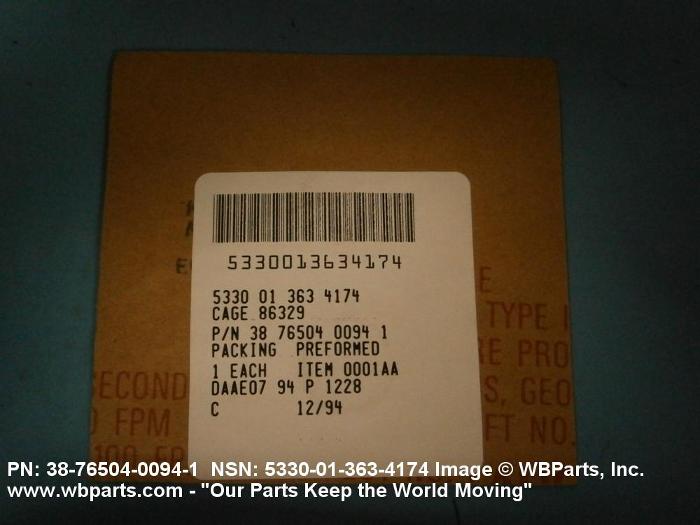 5330013634174
5330 01 363 4174
CAGE 86329
P/N 38 76504 0094 1
PACKING PREFORMED
1 EACH ITEM 0001AA
DAAE07 94 P 1228
C 12/94
TYPE
PRO
SECOND
S, GEO
FPM
FT NO.
PN: 38-76504-0094-1 NSN: 5330-01-363-4174 Image © WBParts, Inc.
www.wbparts.com - "Our Parts Keep the World Moving"